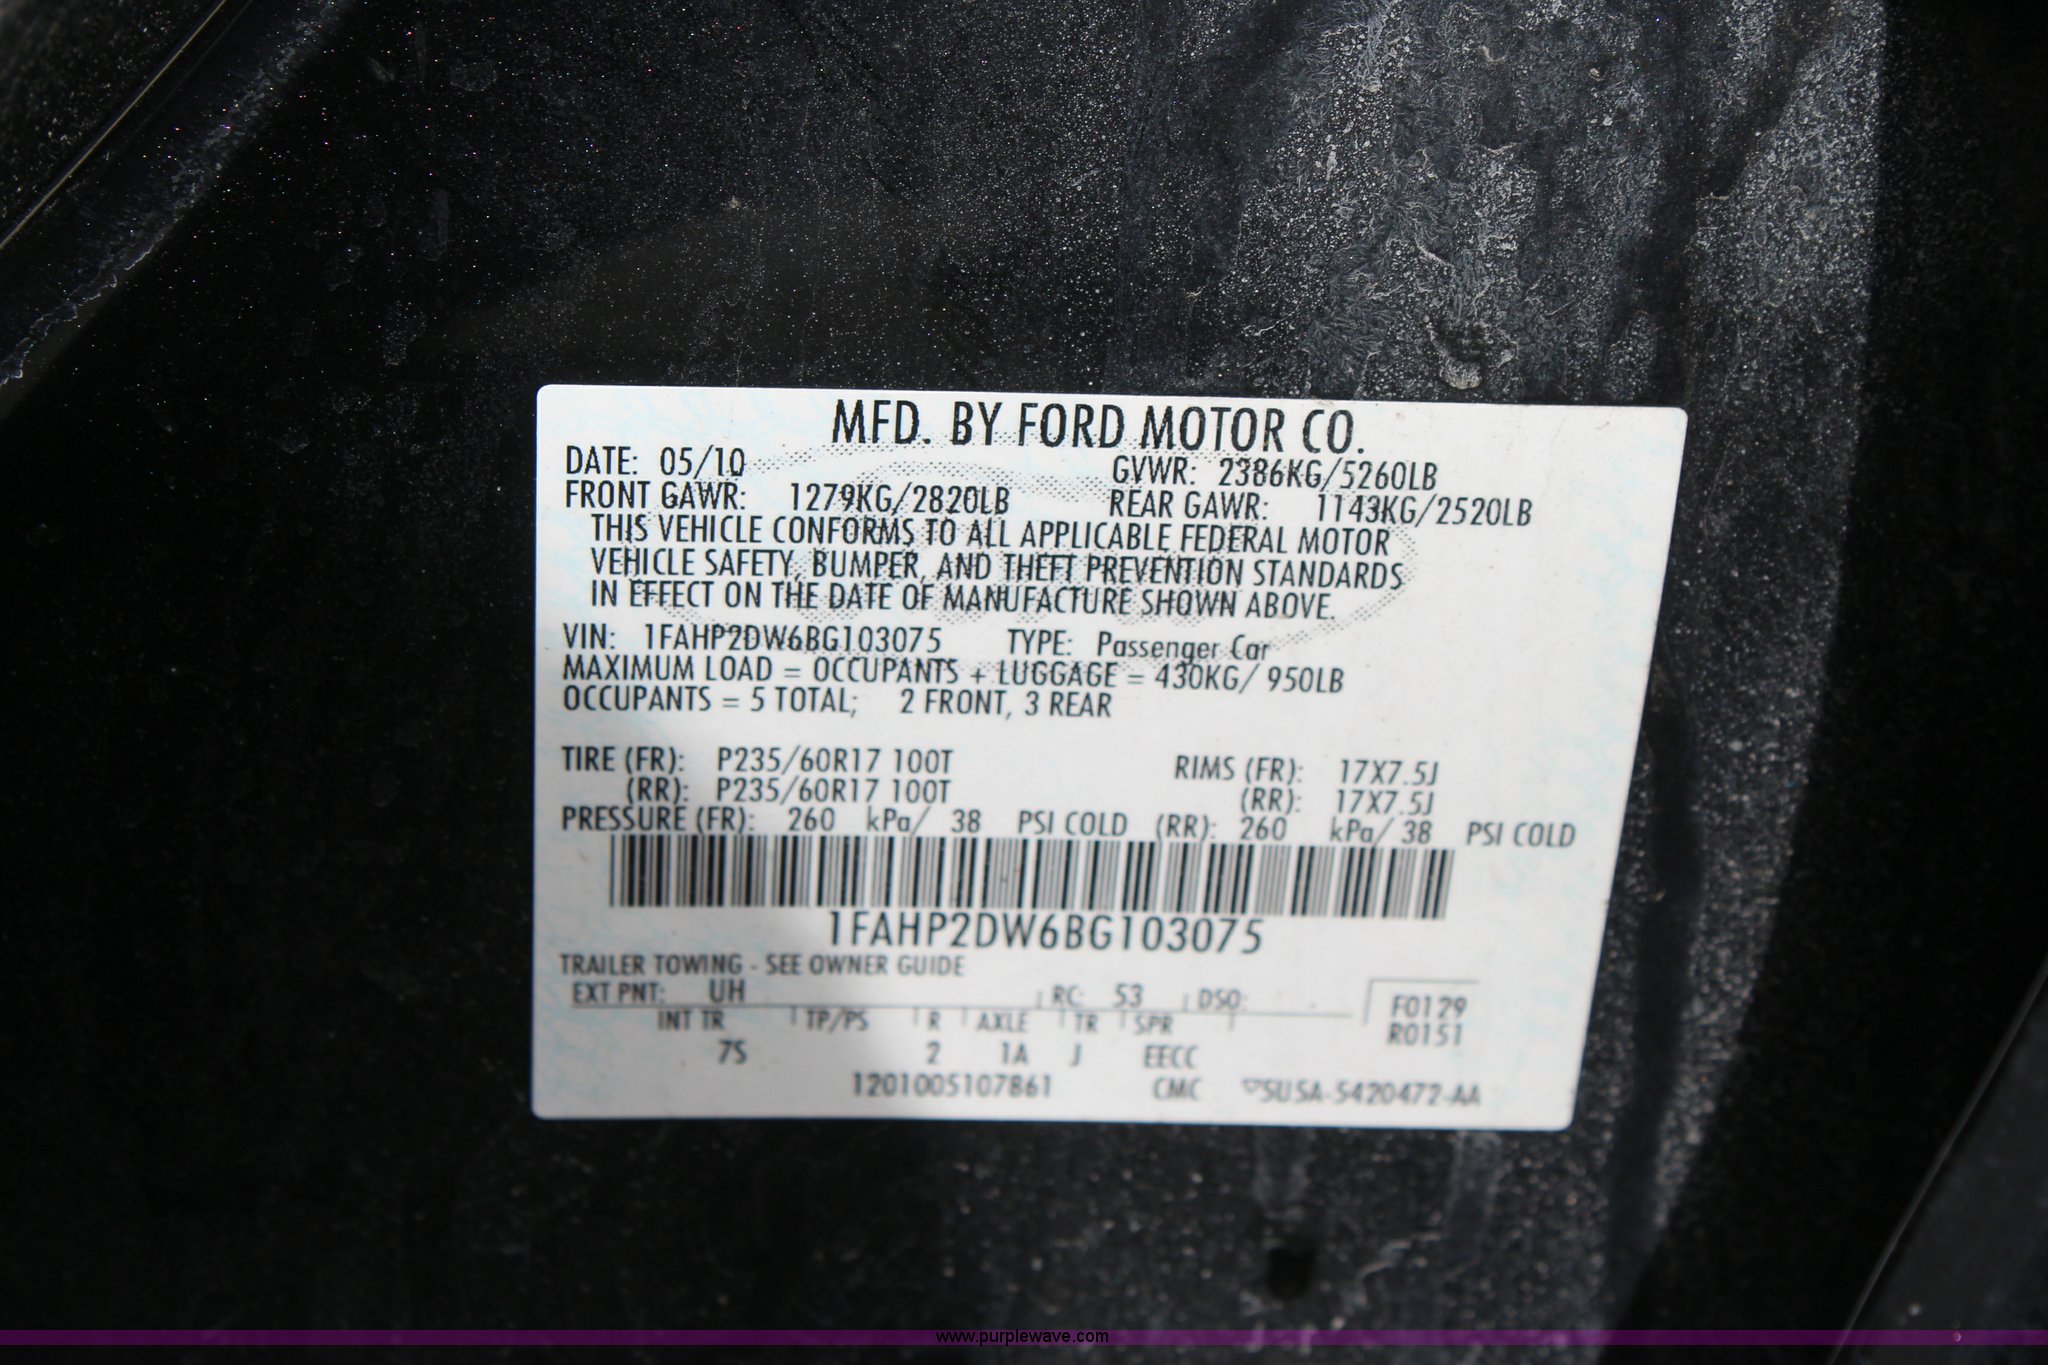 MFD. BY FORD MOTOR CO.
DATE: 05/10 GVWR: 2386KG/5260LB
FRONT GAWR: 1279KG/2820LB REAR GAWR: 1143KG/2520LB
THIS VEHICLE CONFORMS TO ALL APPLICABLE FEDERAL MOTOR
VEHICLE SAFETY, BUMPER, AND THEFT PREVENTION STANDARDS
IN EFFECT ON THE DATE OF MANUFACTURE SHOWN ABOVE.
VIN: 1FAHP2DW6BG103075 TYPE: Passenger Car
MAXIMUM LOAD = OCCUPANTS + LUGGAGE = 430KG/ 950LB
OCCUPANTS = 5 TOTAL; 2 FRONT, 3 REAR
TIRE (FR): P235/60R17 100T RIMS (FR): 17X7.5J
(RR): P235/60R17 100T (RR): 17X7.5J
PRESSURE (FR): 260 kPa/ 38 PSI COLD (RR): 260 kPa/ 38 PSI COLD
1FAHP2DW6BG103075
TRAILER TOWING - SEE OWNER GUIDE
EXT PNT: UH RC: 53 DSO: F0129
INT TR TP/PS R AXLE TR SPR R0151
7S 2 1A J EECC
1201005107861 CMC ▽5U5A-5420472-AA
www.purplewave.com